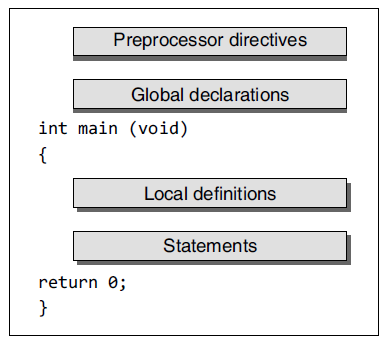 Preprocessor directives
Global declarations
int main (void)
{
Local definitions
Statements
return 0;
}